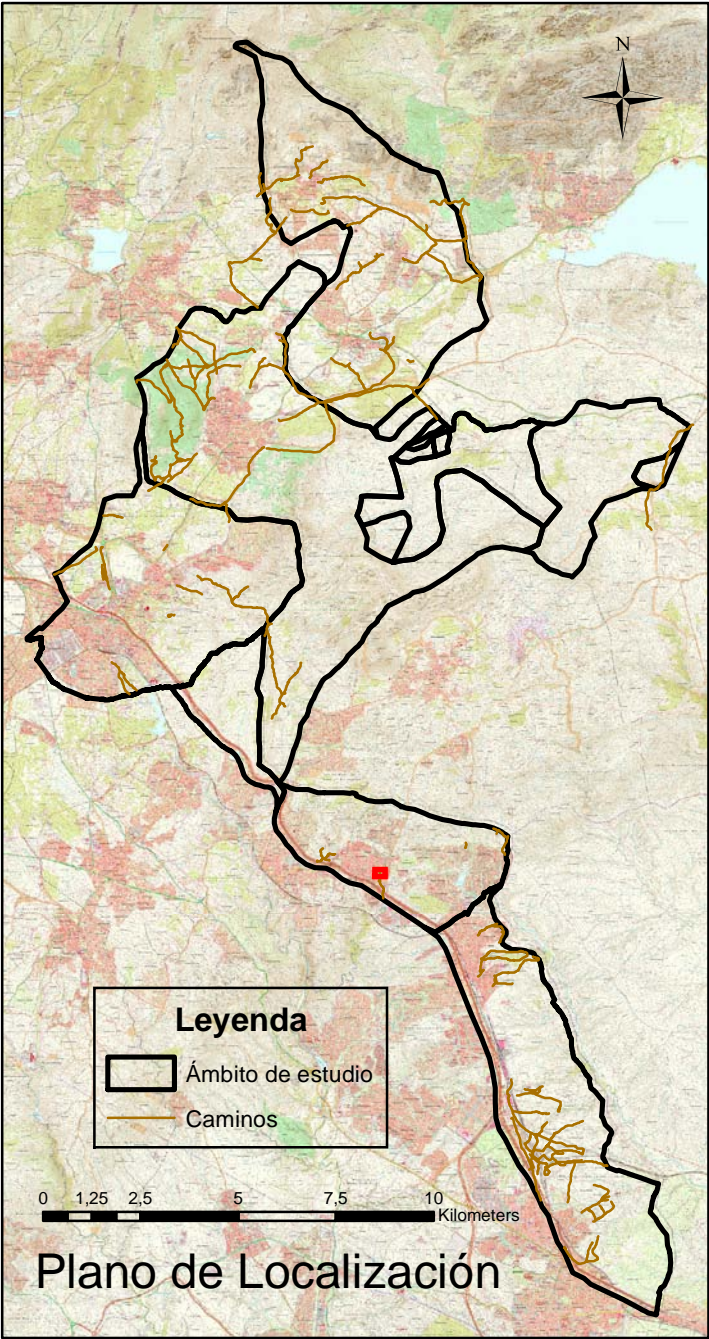 N
Leyenda
Ámbito de estudio
Caminos
0 1,25 2,5 5 7,5 10
Kilometers
Plano de Localización